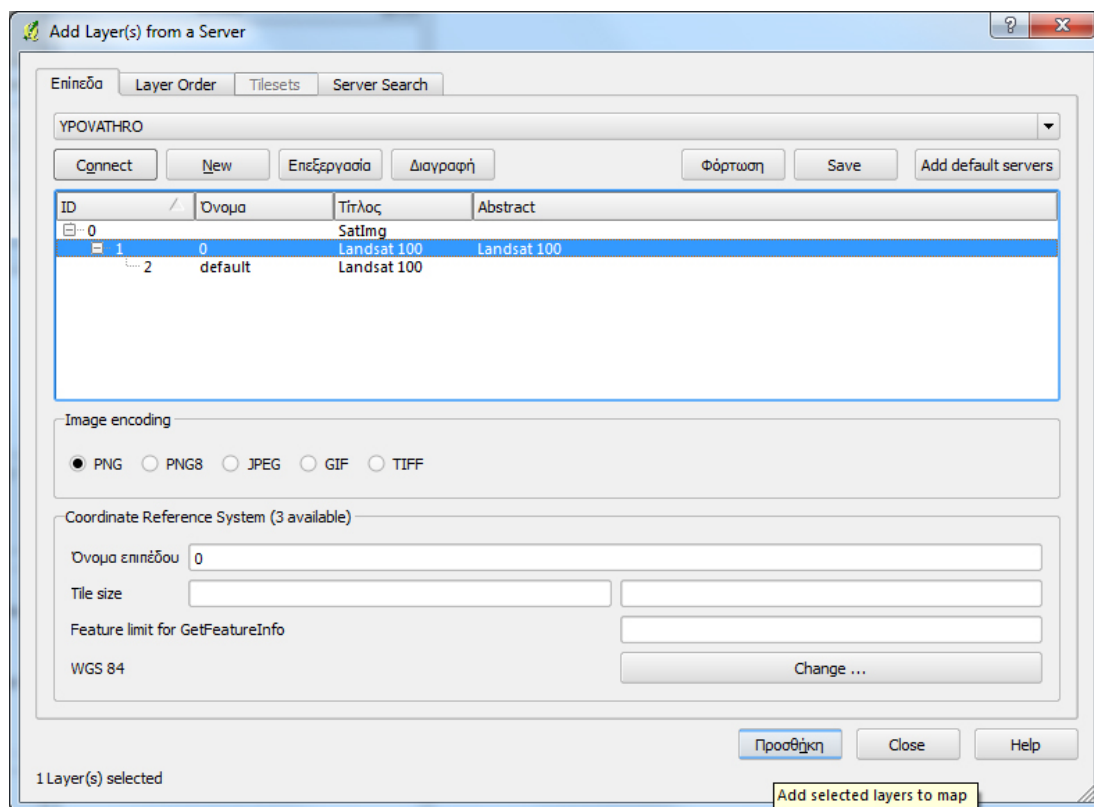 Add Layer(s) from a Server
Επίπεδα Layer Order Tilesets Server Search
YPOVATHRO
Connect New Επεξεργασία Διαγραφή Φόρτωση Save Add default servers
ID Όνομα Τίτλος Abstract
0 SatImg
1 0 Landsat 100 Landsat 100
2 default Landsat 100
Image encoding
PNG PNG8 JPEG GIF TIFF
Coordinate Reference System (3 available)
Όνομα επιπέδου 0
Tile size
Feature limit for GetFeatureInfo
WGS 84 Change ...
Προσθήκη Close Help
1 Layer(s) selected
Add selected layers to map